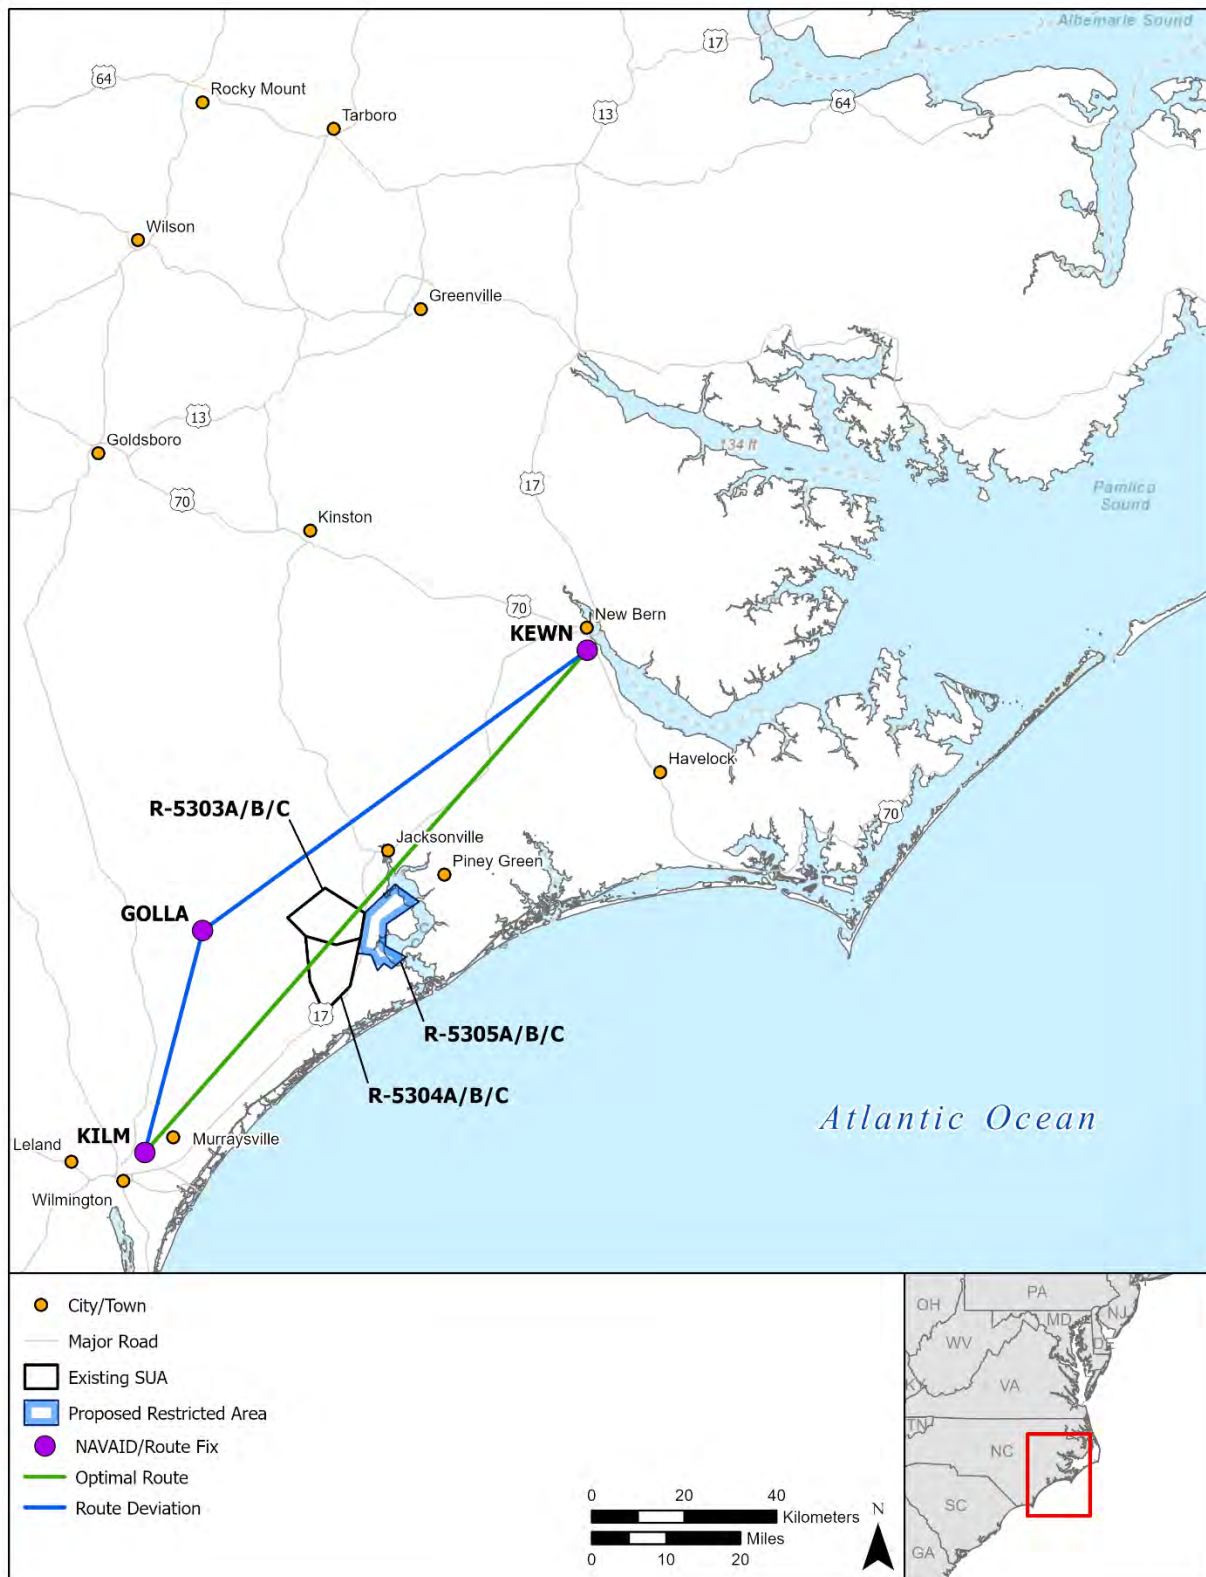 Albemarle Sound
17
64
Rocky Mount
64
13
Tarboro
Wilson
Greenville
13
134 ft
Goldsboro
17
Pamlico
Sound
70
Kinston
70
New Bern
KEWN
Havelock
R-5303A/B/C
70
Jacksonville
Piney Green
GOLLA
17
R-5305A/B/C
R-5304A/B/C
Atlantic Ocean
KILM
Murraysville
Leland
Wilmington
City/Town
Major Road
Existing SUA
Proposed Restricted Area
NAVAID/Route Fix
Optimal Route
Route Deviation
0 20 40
Kilometers
Miles
0 10 20
N
PA
OH
NJ
MD
WV
DE
KY
VA
TN
NC
SC
GA